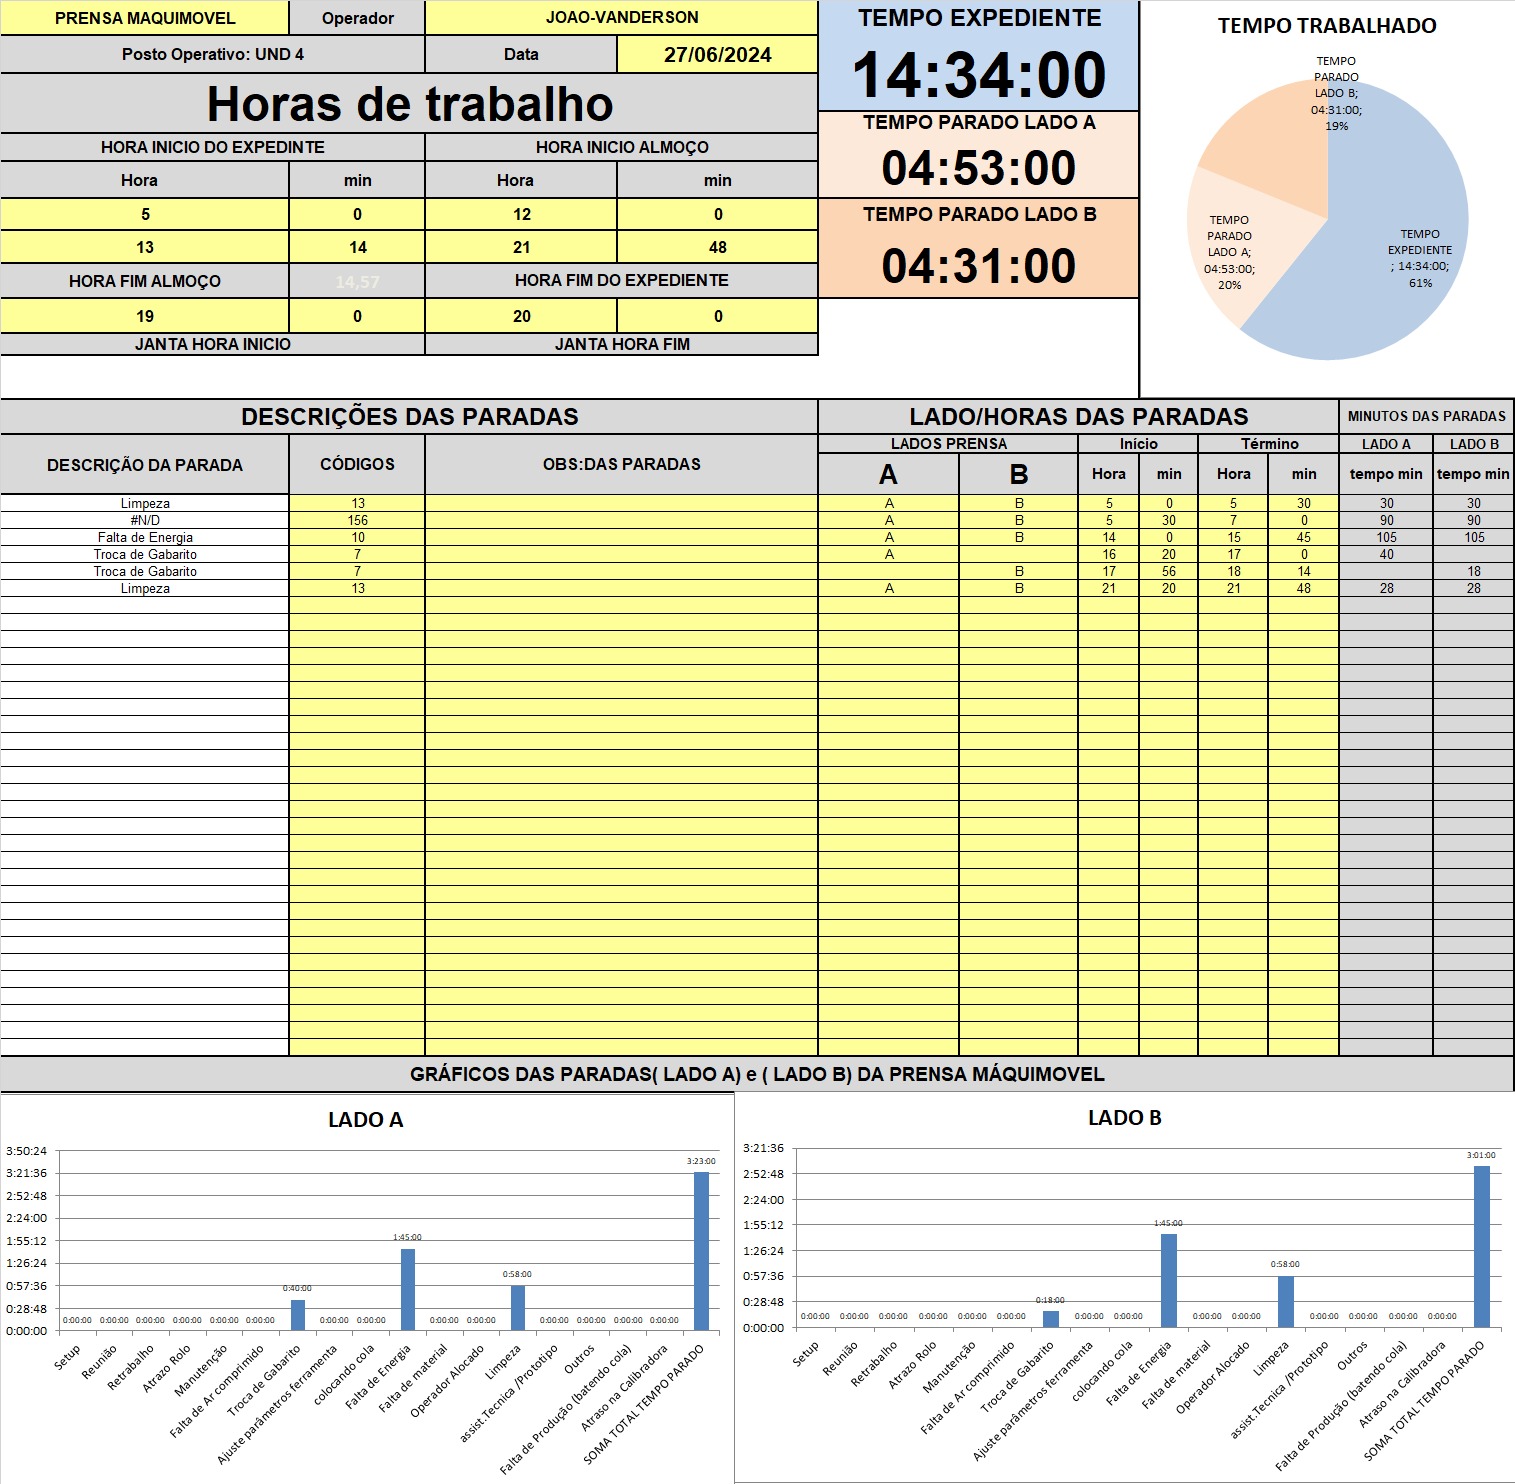 PRENSA MAQUIMOVEL Operador JOAO-VANDERSON
Posto Operativo: UND 4 Data 27/06/2024
Horas de trabalho
HORA INICIO DO EXPEDINTE HORA INICIO ALMOÇO
Hora min Hora min
5 0 12 0
13 14 21 48
HORA FIM ALMOÇO 14,57 HORA FIM DO EXPEDIENTE
19 0 20 0
JANTA HORA INICIO JANTA HORA FIM
TEMPO EXPEDIENTE
14:34:00
TEMPO PARADO LADO A
04:53:00
TEMPO PARADO LADO B
04:31:00
TEMPO TRABALHADO
TEMPO
PARADO
LADO B;
04:31:00;
19%
TEMPO
PARADO
LADO A;
04:53:00;
20%
TEMPO
EXPEDIENTE
; 14:34:00;
61%
DESCRIÇÕES DAS PARADAS LADO/HORAS DAS PARADAS MINUTOS DAS PARADAS
DESCRIÇÃO DA PARADA CÓDIGOS OBS:DAS PARADAS LADOS PRENSA Início Término LADO A LADO B
A B Hora min Hora min tempo min tempo min
Limpeza 13 A B 5 0 5 30 30 30
#N/D 156 A B 5 30 7 0 90 90
Falta de Energia 10 A B 14 0 15 45 105 105
Troca de Gabarito 7 A 16 20 17 0 40
Troca de Gabarito 7 B 17 56 18 14 18
Limpeza 13 A B 21 20 21 48 28 28
GRÁFICOS DAS PARADAS( LADO A) e ( LADO B) DA PRENSA MÁQUIMOVEL
LADO A
3:50:24
3:21:36
2:52:48
2:24:00
1:55:12
1:26:24
0:57:36
0:28:48
0:00:00
0:00:00 0:00:00 0:00:00 0:00:00 0:00:00 0:00:00 0:40:00 0:00:00 0:00:00 1:45:00 0:00:00 0:00:00 0:58:00 0:00:00 0:00:00 0:00:00 0:00:00 3:23:00
Setup
Reunião
Retrabalho
Atrazo Rolo
Manutenção
Falta de Ar comprimido
Troca de Gabarito
Ajuste parâmetros ferramenta
colocando cola
Falta de Energia
Falta de material
Operador Alocado
Limpeza
assist.Tecnica /Prototipo
Outros
Falta de Produção (batendo cola)
Atraso na Calibradora
SOMA TOTAL TEMPO PARADO
LADO B
3:21:36
2:52:48
2:24:00
1:55:12
1:26:24
0:57:36
0:28:48
0:00:00
0:00:00 0:00:00 0:00:00 0:00:00 0:00:00 0:00:00 0:18:00 0:00:00 0:00:00 1:45:00 0:00:00 0:00:00 0:58:00 0:00:00 0:00:00 0:00:00 0:00:00 3:01:00
Setup
Reunião
Retrabalho
Atrazo Rolo
Manutenção
Falta de Ar comprimido
Troca de Gabarito
Ajuste parâmetros ferramenta
colocando cola
Falta de Energia
Falta de material
Operador Alocado
Limpeza
assist.Tecnica /Prototipo
Outros
Falta de Produção (batendo cola)
Atraso na Calibradora
SOMA TOTAL TEMPO PARADO